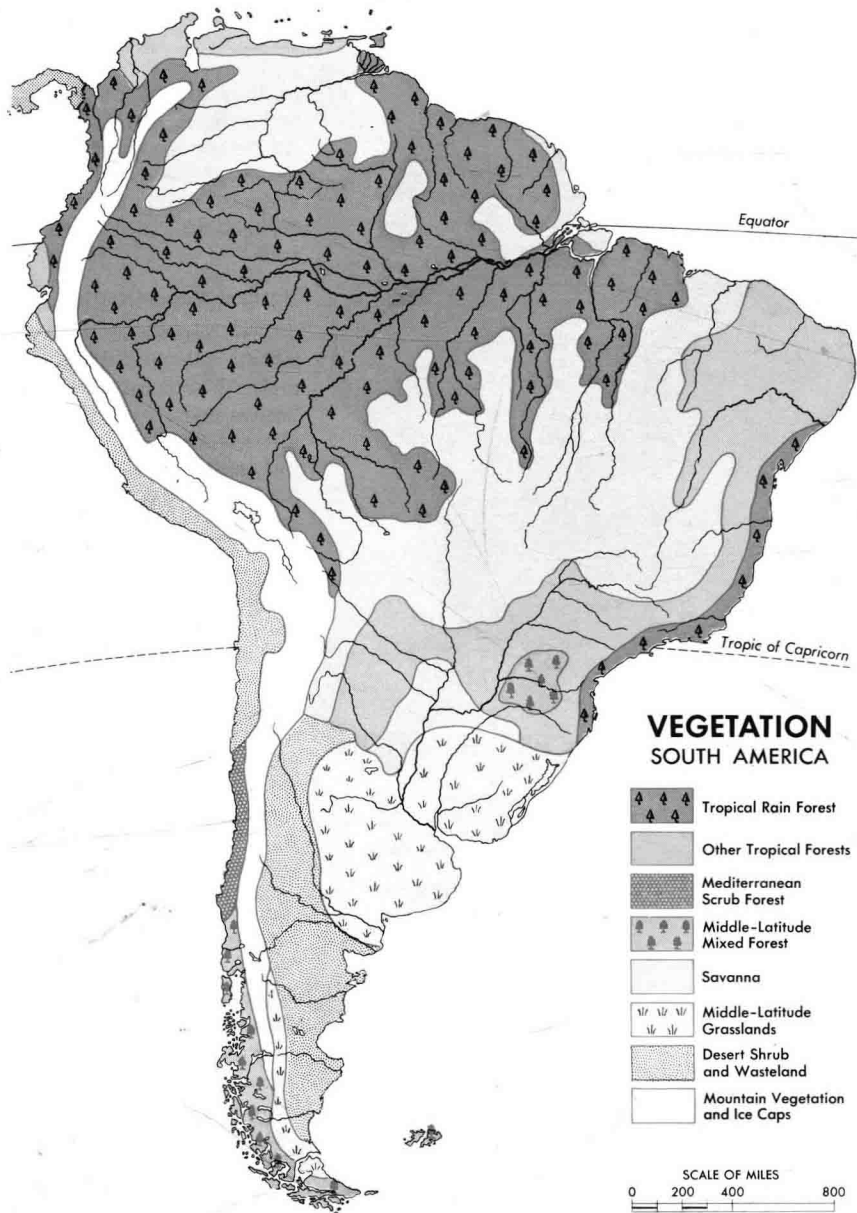 Equator
Tropic of Capricorn
VEGETATION
SOUTH AMERICA
Tropical Rain Forest
Other Tropical Forests
Mediterranean
Scrub Forest
Middle-Latitude
Mixed Forest
Savanna
Middle-Latitude
Grasslands
Desert Shrub
and Wasteland
Mountain Vegetation
and Ice Caps
SCALE OF MILES
0 200 400 800